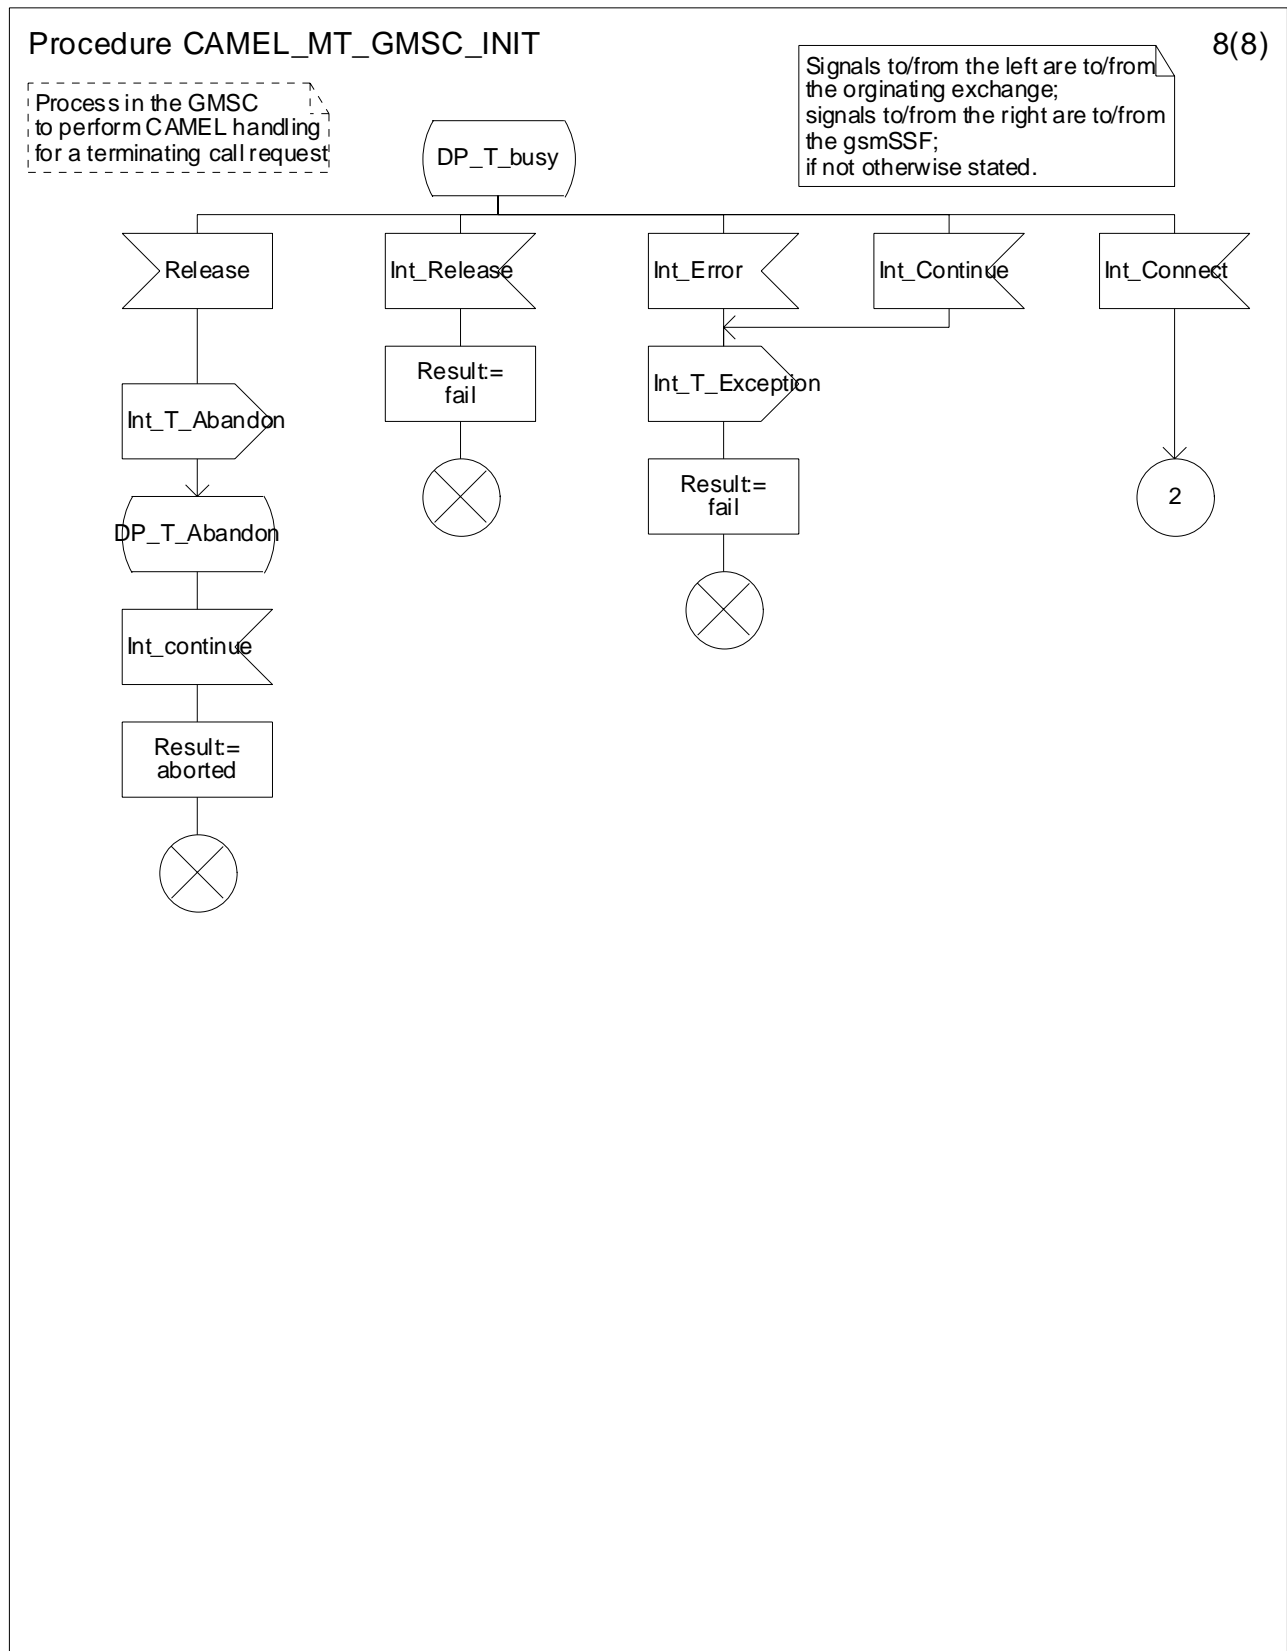 Procedure CAMEL_MT_GMSC_INIT
8(8)
Process in the GMSC
to perform CAMEL handling
for a terminating call request
Signals to/from the left are to/from
the orginating exchange;
signals to/from the right are to/from
the gsmSSF;
if not otherwise stated.
DP_T_busy
Release
Int_Release
Int_Error
Int_Continue
Int_Connect
Result:=
fail
Int_T_Exception
Int_T_Abandon
Result:=
fail
2
DP_T_Abandon
Int_continue
Result:=
aborted